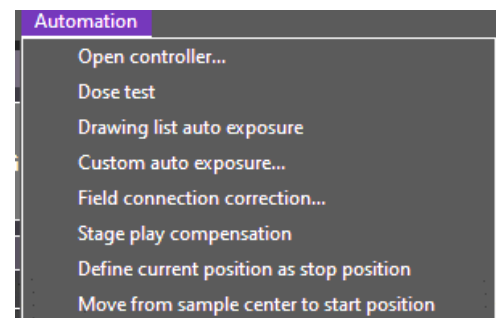 Automation
Open controller...
Dose test
Drawing list auto exposure
Custom auto exposure...
Field connection correction...
Stage play compensation
Define current position as stop position
Move from sample center to start position